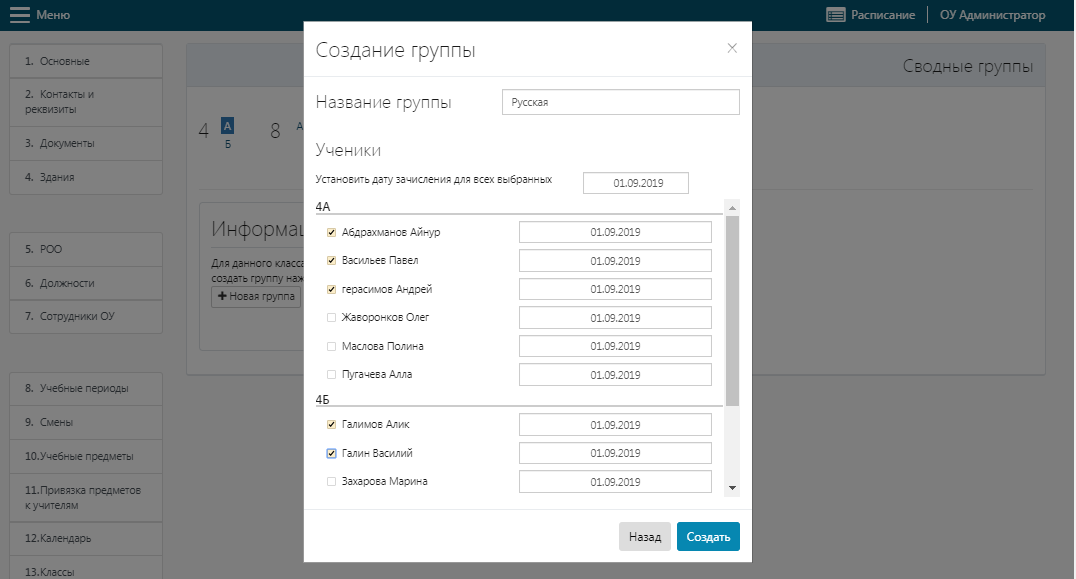 Меню
Расписание
ОУ Администратор
1. Основные
2. Контакты и
реквизиты
3. Документы
4. Здания
5. РОО
6. Должности
7. Сотрудники ОУ
8. Учебные периоды
9. Смены
10.Учебные предметы
11.Привязка предметов
к учителям
12.Календарь
13.Классы
Сводные группы
4 А
Б
8 А
Информац
Для данного класса
создать группу наж
Новая группа
Создание группы
Название группы
Русская
Ученики
Установить дату зачисления для всех выбранных
01.09.2019
4А
Абдрахманов Айнур 01.09.2019
Васильев Павел 01.09.2019
герасимов Андрей 01.09.2019
Жаворонков Олег 01.09.2019
Маслова Полина 01.09.2019
Пугачева Алла 01.09.2019
4Б
Галимов Алик 01.09.2019
Галин Василий 01.09.2019
Захарова Марина 01.09.2019
Назад
Создать